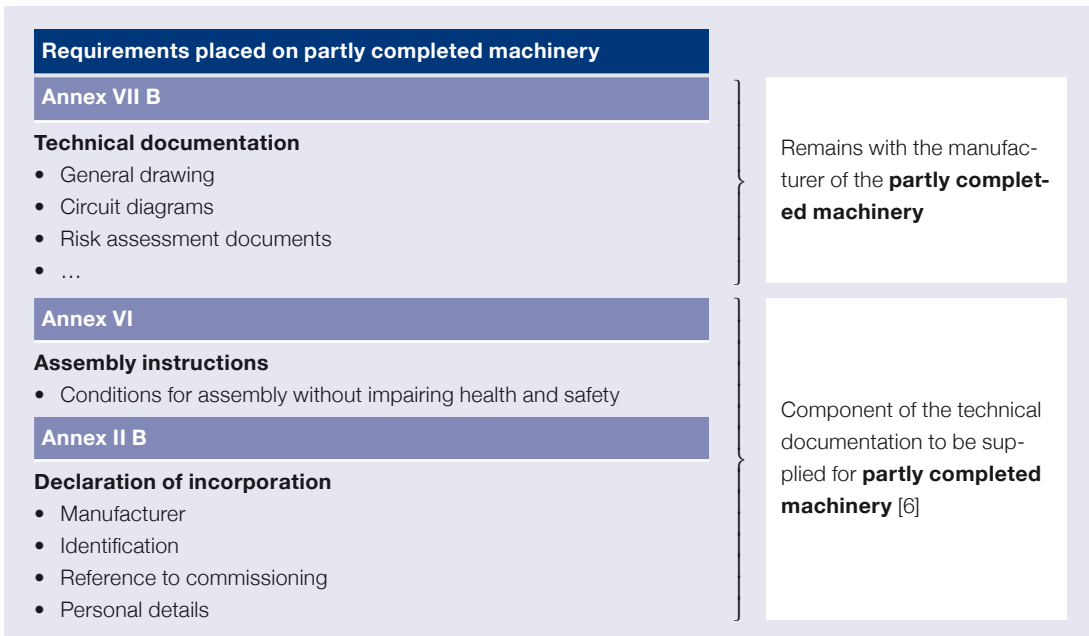 Requirements placed on partly completed machinery
Annex VII B
Technical documentation
• General drawing
• Circuit diagrams
• Risk assessment documents
• …
Remains with the manufac-
turer of the partly complet-
ed machinery
Annex VI
Assembly instructions
• Conditions for assembly without impairing health and safety
Annex II B
Declaration of incorporation
• Manufacturer
• Identification
• Reference to commissioning
• Personal details
Component of the technical
documentation to be sup-
plied for partly completed
machinery [6]